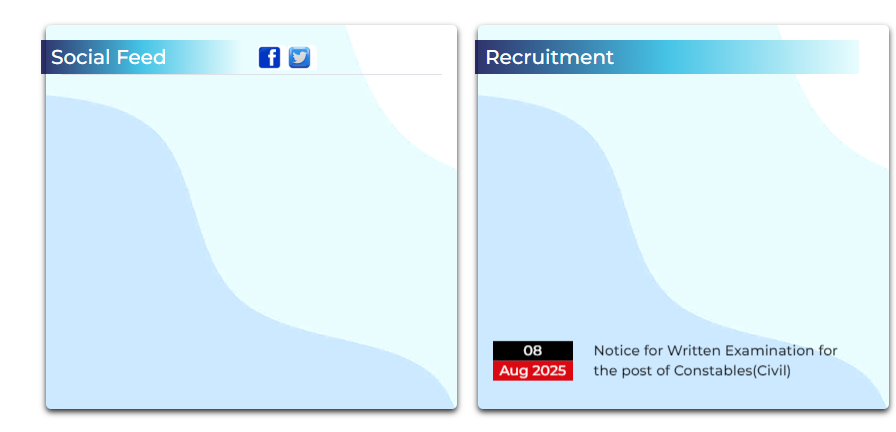 Social Feed
Recruitment
08
Aug 2025
Notice for Written Examination for
the post of Constables(Civil)